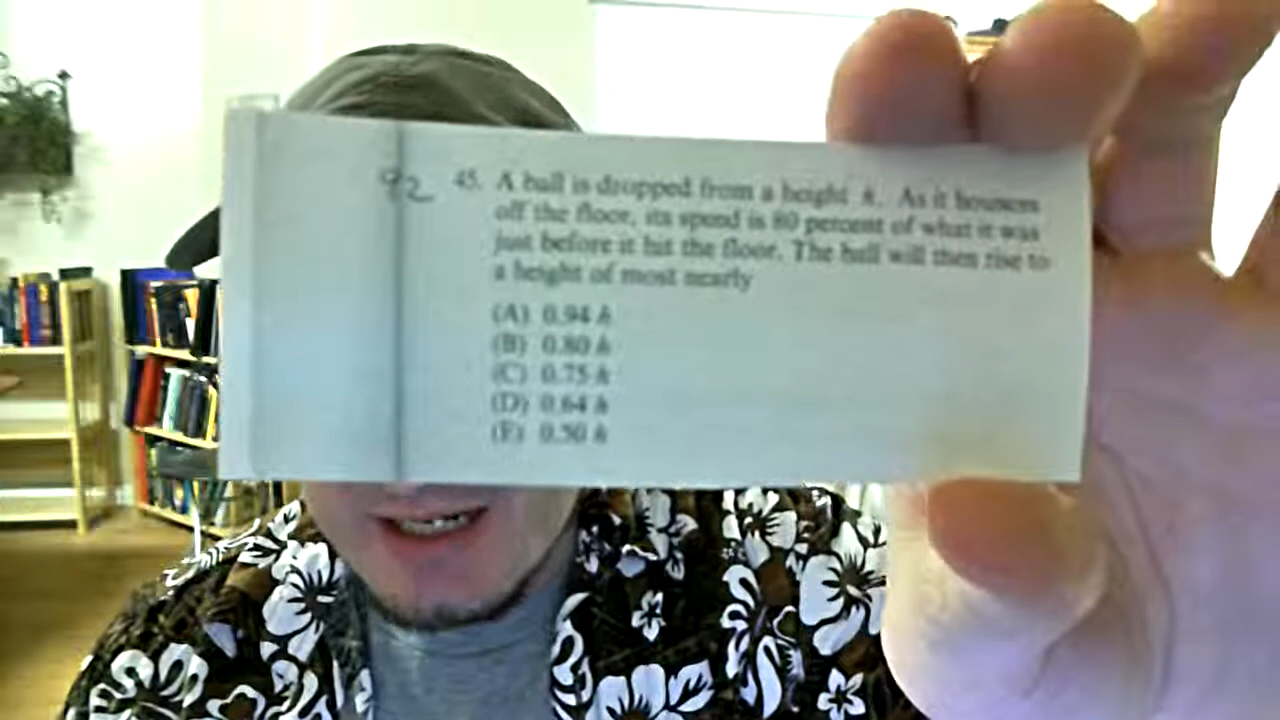 92 45. A ball is dropped from a height h. As it bounces
off the floor, its speed is 80 percent of what it was
just before it hit the floor. The ball will then rise to
a height of most nearly
(A) 0.94 h
(B) 0.80 h
(C) 0.75 h
(D) 0.64 h
(E) 0.50 h